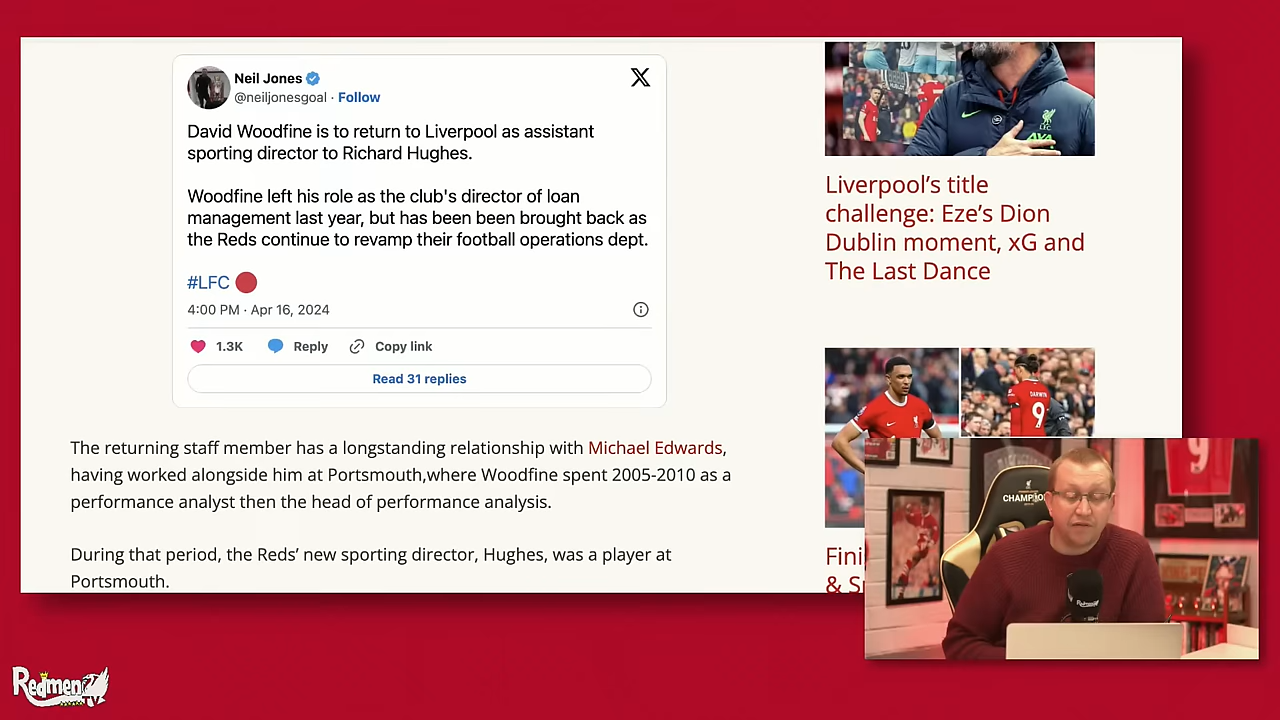 Neil Jones
@neiljonesgoal · Follow
David Woodfine is to return to Liverpool as assistant
sporting director to Richard Hughes.
Woodfine left his role as the club's director of loan
management last year, but has been been brought back as
the Reds continue to revamp their football operations dept.
#LFC
4:00 PM · Apr 16, 2024
1.3K
Reply
Copy link
Read 31 replies
The returning staff member has a longstanding relationship with Michael Edwards,
having worked alongside him at Portsmouth,where Woodfine spent 2005-2010 as a
performance analyst then the head of performance analysis.
During that period, the Reds' new sporting director, Hughes, was a player at
Portsmouth.
Liverpool's title
challenge: Eze's Dion
Dublin moment, xG and
The Last Dance
DARWIN
9
9
Redmen TV